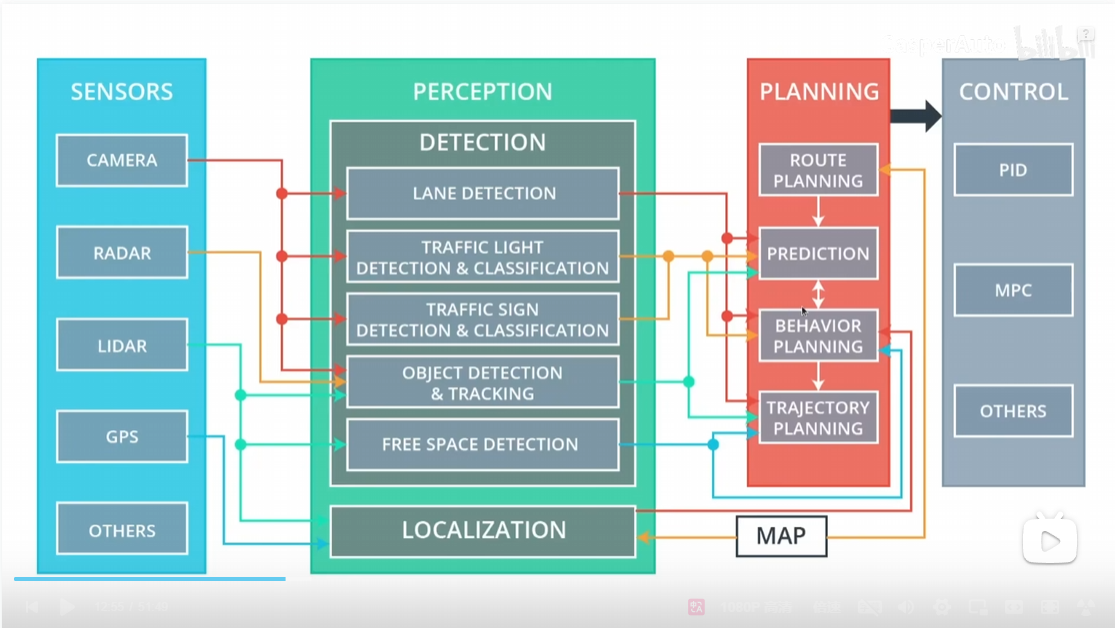 SENSORS
CAMERA
RADAR
LIDAR
GPS
OTHERS
PERCEPTION
DETECTION
LANE DETECTION
TRAFFIC LIGHT
DETECTION & CLASSIFICATION
TRAFFIC SIGN
DETECTION & CLASSIFICATION
OBJECT DETECTION
& TRACKING
FREE SPACE DETECTION
LOCALIZATION
PLANNING
ROUTE
PLANNING
PREDICTION
BEHAVIOR
PLANNING
TRAJECTORY
PLANNING
MAP
CONTROL
PID
MPC
OTHERS
bilibili
?